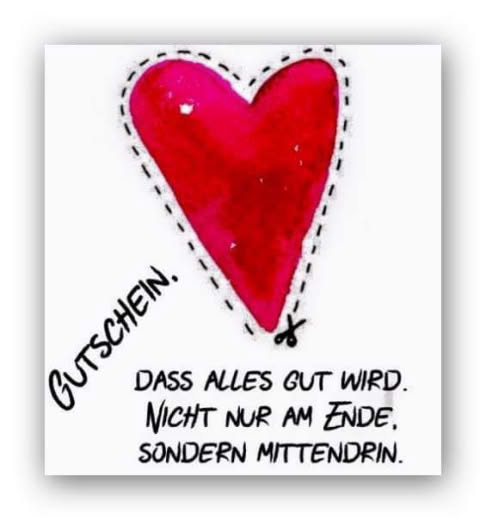 GUTSCHEIN.
DASS ALLES GUT WIRD.
NICHT NUR AM ENDE,
SONDERN MITTENDRIN.